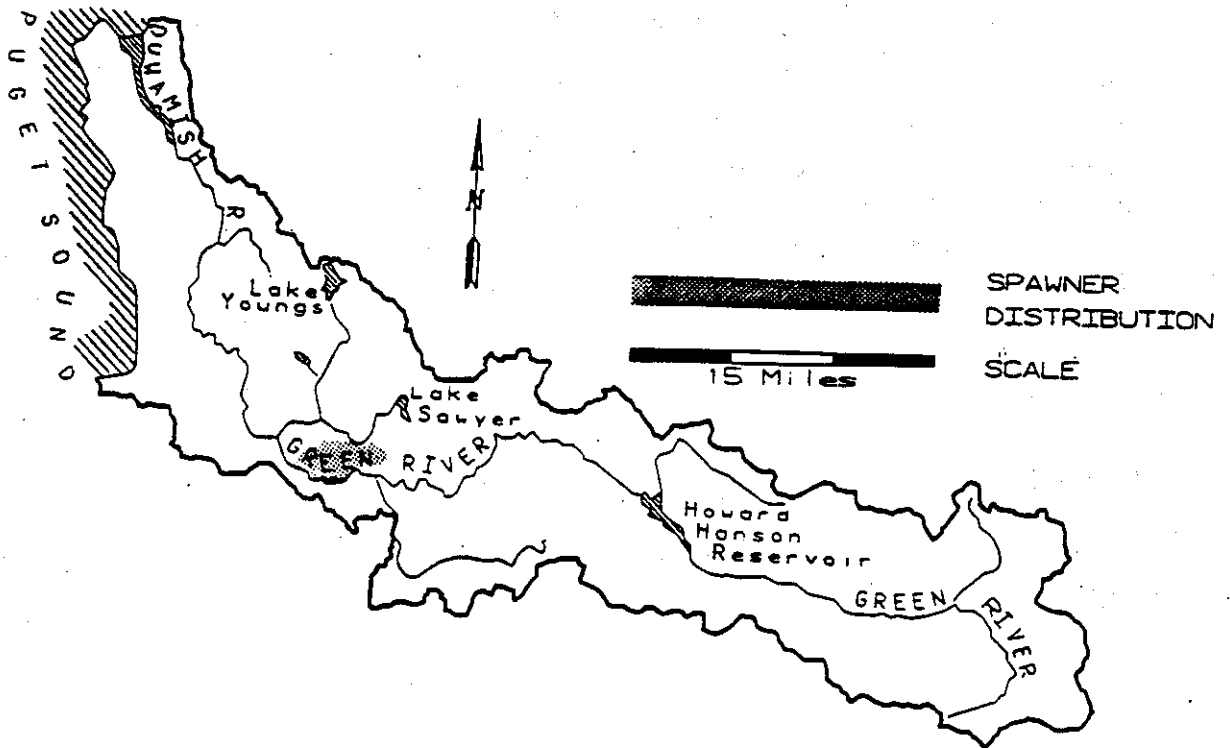 PUGET SOUND
DUWAMISH R
N
Lake
Youngs
SPAWNER
DISTRIBUTION
15 Miles
SCALE
Lake
Sawyer
GREEN RIVER
Howard
Hanson
Reservoir
GREEN RIVER